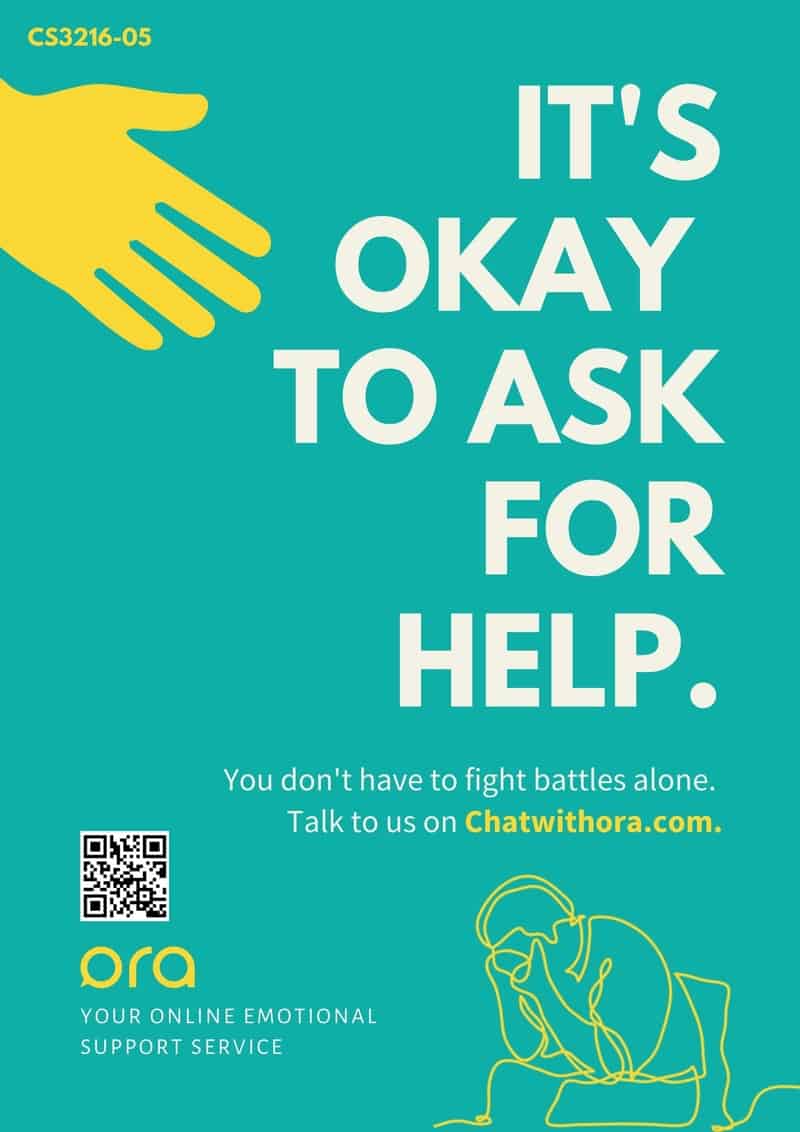 CS3216-05
IT'S
OKAY
TO ASK
FOR
HELP.
You don't have to fight battles alone.
Talk to us on Chatwithora.com.
ora
YOUR ONLINE EMOTIONAL
SUPPORT SERVICE